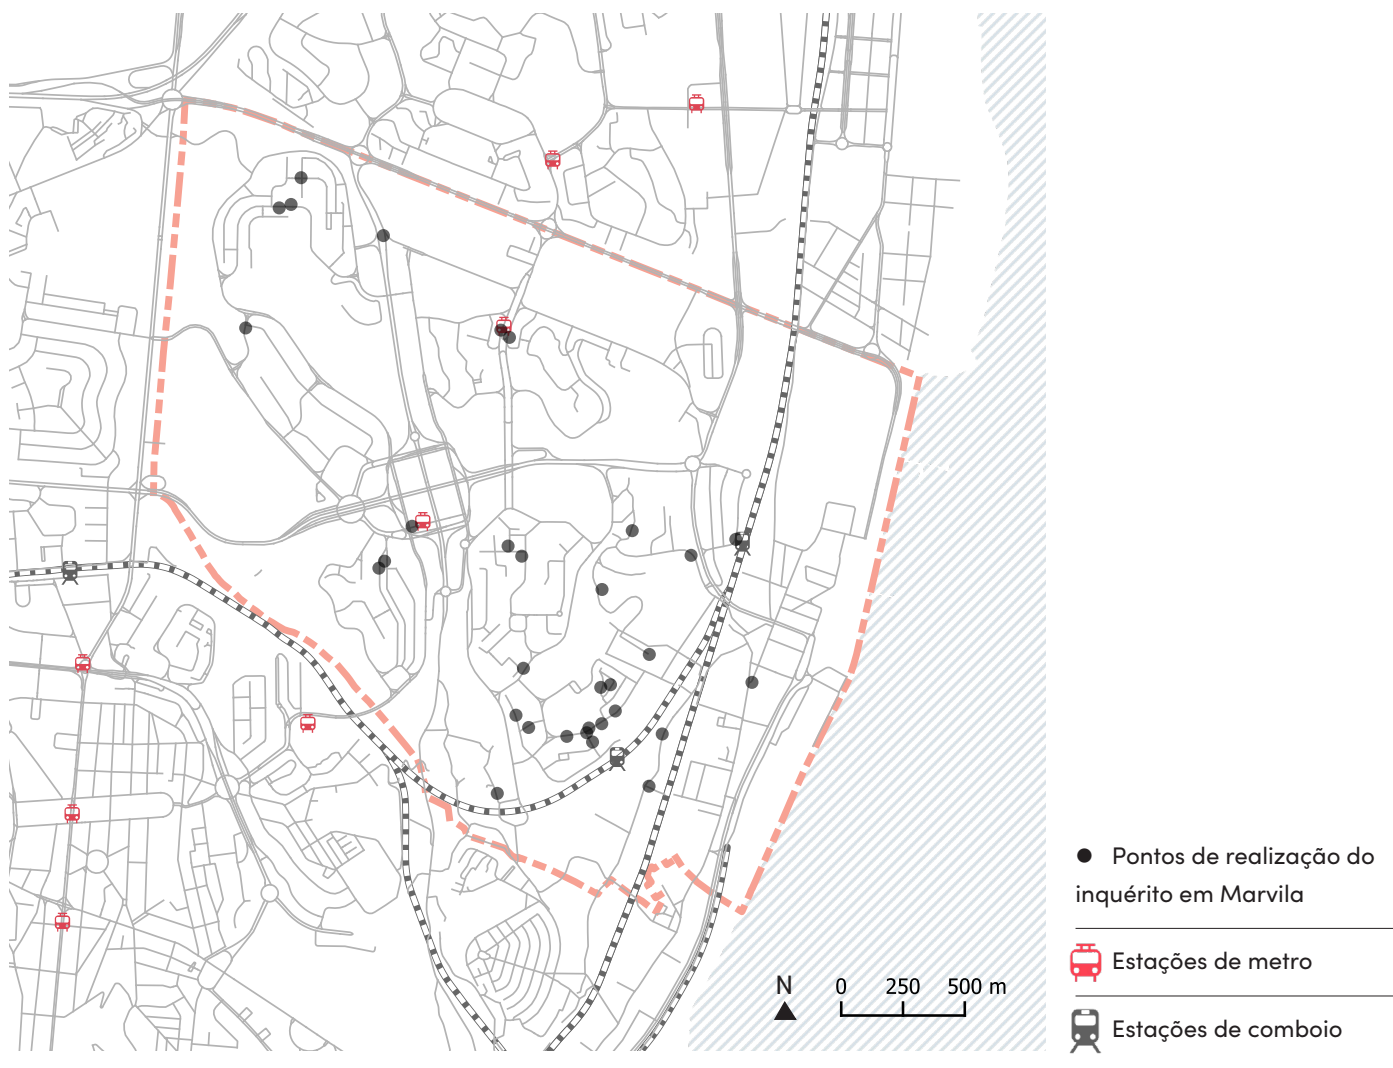 N
0 250 500 m
Pontos de realização do
inquérito em Marvila
Estações de metro
Estações de comboio